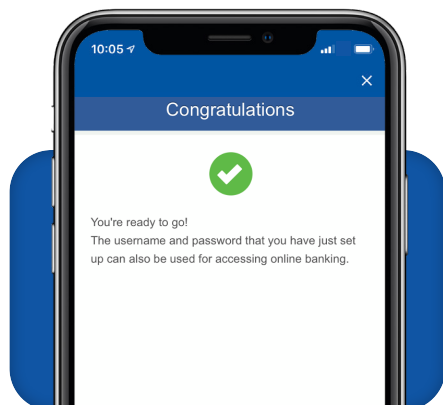 10:05
Congratulations
You're ready to go!
The username and password that you have just set
up can also be used for accessing online banking.